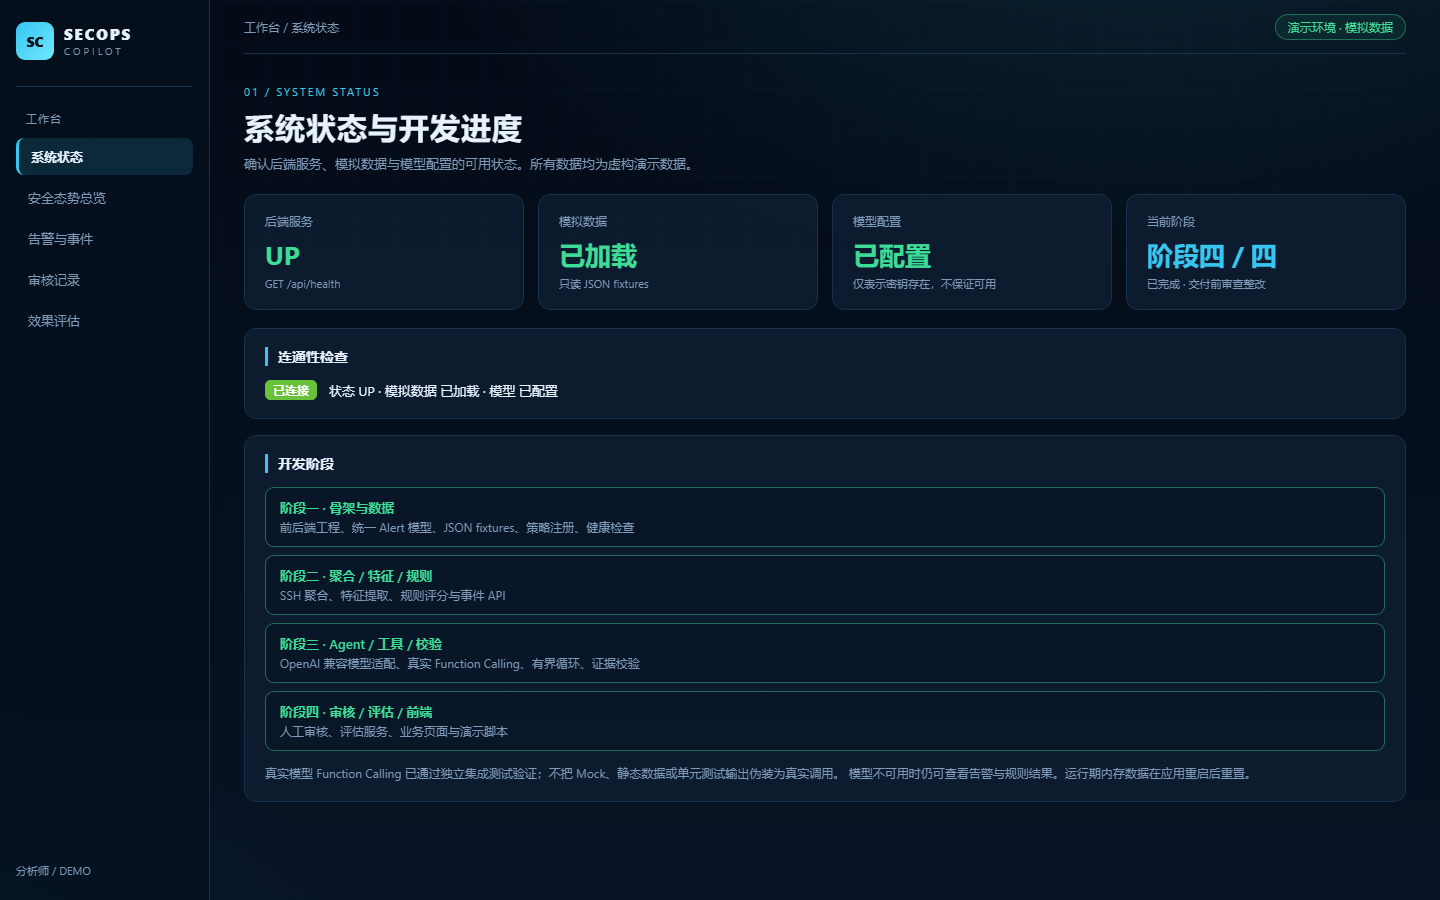 SC
SECOPS
COPILOT
工作台
系统状态
安全态势总览
告警与事件
审核记录
效果评估
分析师 / DEMO
工作台 / 系统状态
演示环境 · 模拟数据
01 / SYSTEM STATUS
系统状态与开发进度
确认后端服务、模拟数据与模型配置的可用状态。所有数据均为虚构演示数据。
后端服务
UP
GET /api/health
模拟数据
已加载
只读 JSON fixtures
模型配置
已配置
仅表示密钥存在，不保证可用
当前阶段
阶段四 / 四
已完成 · 交付前审查整改
连通性检查
已连接 状态 UP · 模拟数据 已加载 · 模型 已配置
开发阶段
阶段一 · 骨架与数据
前后端工程、统一 Alert 模型、JSON fixtures、策略注册、健康检查
阶段二 · 聚合 / 特征 / 规则
SSH 聚合、特征提取、规则评分与事件 API
阶段三 · Agent / 工具 / 校验
OpenAI 兼容模型适配、真实 Function Calling、有界循环、证据校验
阶段四 · 审核 / 评估 / 前端
人工审核、评估服务、业务页面与演示脚本
真实模型 Function Calling 已通过独立集成测试验证；不把 Mock、静态数据或单元测试输出伪装为真实调用。 模型不可用时仍可查看告警与规则结果。运行期内存数据在应用重启后重置。